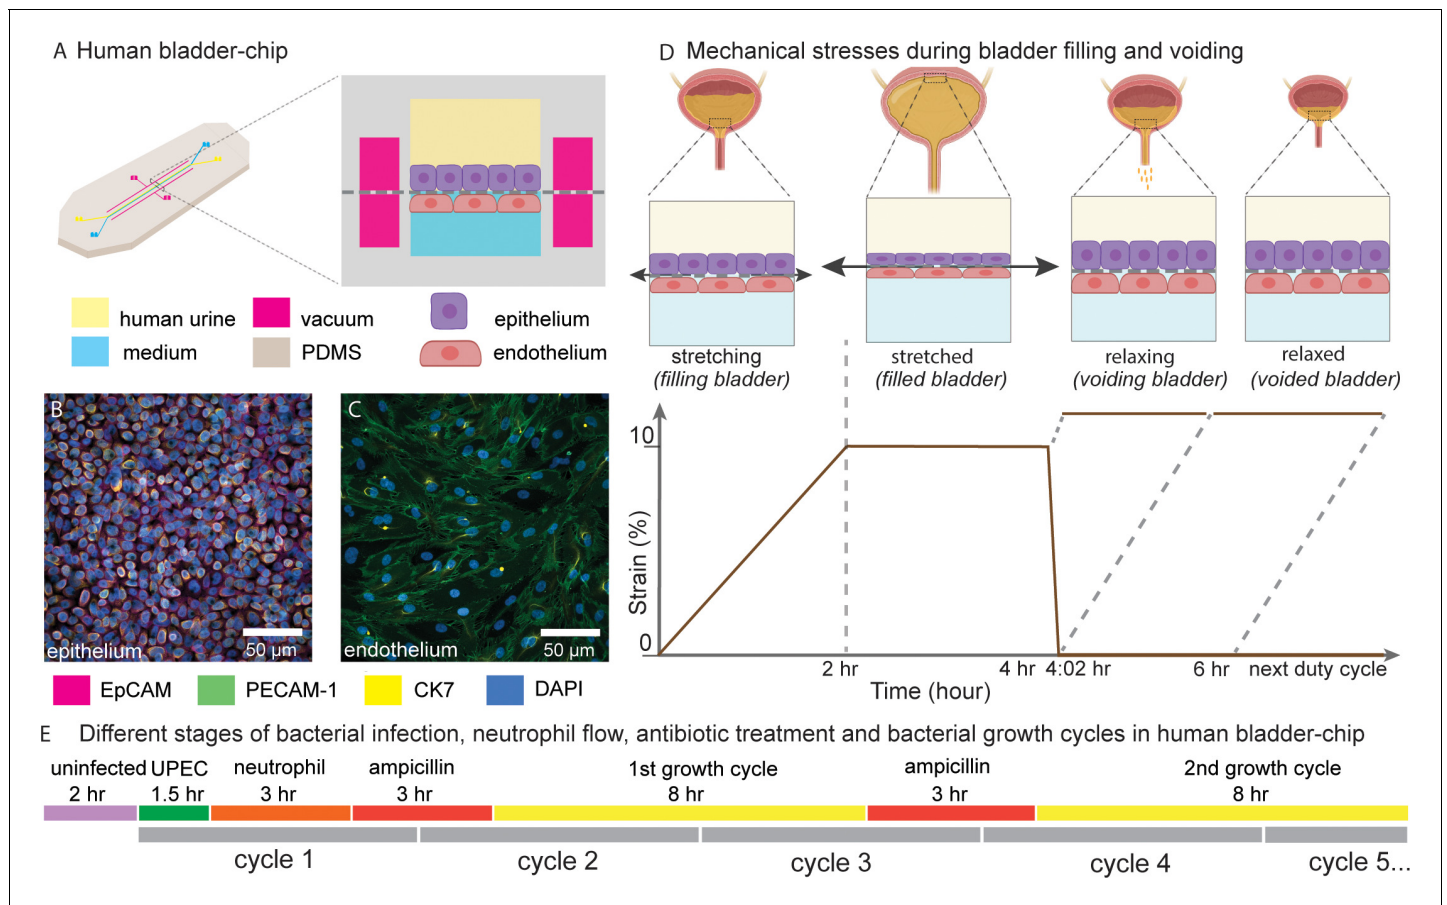 A Human bladder-chip
human urine
vacuum
epithelium
medium
PDMS
endothelium
B
epithelium
50 µm
C
endothelium
50 µm
EpCAM
PECAM-1
CK7
DAPI
D Mechanical stresses during bladder filling and voiding
stretching
(filling bladder)
stretched
(filled bladder)
relaxing
(voiding bladder)
relaxed
(voided bladder)
Strain (%)
10
0
2 hr
4 hr
4:02 hr
6 hr
next duty cycle
Time (hour)
E Different stages of bacterial infection, neutrophil flow, antibiotic treatment and bacterial growth cycles in human bladder-chip
uninfected
2 hr
UPEC
1.5 hr
neutrophil
3 hr
ampicillin
3 hr
1st growth cycle
8 hr
ampicillin
3 hr
2nd growth cycle
8 hr
cycle 1
cycle 2
cycle 3
cycle 4
cycle 5...